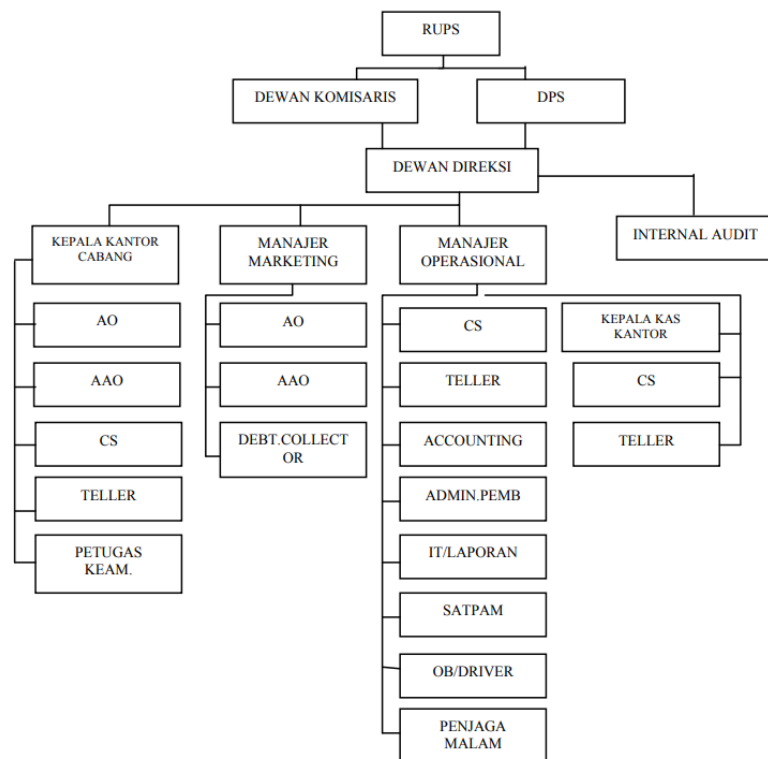 RUPS
DEWAN KOMISARIS
DPS
DEWAN DIREKSI
INTERNAL AUDIT
KEPALA KANTOR
CABANG
MANAJER
MARKETING
MANAJER
OPERASIONAL
AO
AAO
CS
TELLER
PETUGAS
KEAM.
AO
AAO
DEBT.COLLECT
OR
CS
TELLER
ACCOUNTING
ADMIN.PEMB
IT/LAPORAN
SATPAM
OB/DRIVER
PENJAGA
MALAM
KEPALA KAS
KANTOR
CS
TELLER